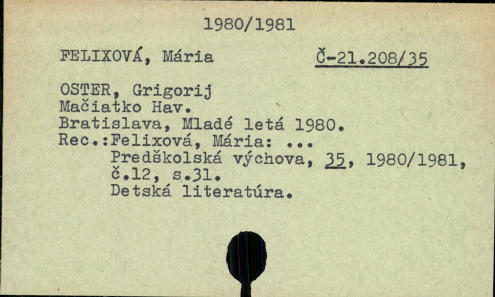 1980/1981
FELIXOVÁ, Mária Č-21.208/35
OSTER, Grigorij
Mačiatko Hav.
Bratislava, Mladé letá 1980.
Rec.:Felixová, Mária: ...
Predškolská výchova, 35, 1980/1981,
č.12, s.31.
Detská literatúra.